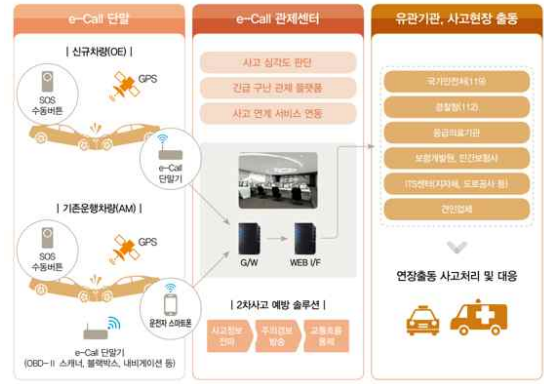 e-Call 단말
| 신규차량(OE) |
SOS
수동버튼
GPS
e-Call
단말기
| 기존운행차량(AM) |
SOS
수동버튼
GPS
운전자 스마트폰
e-Call 단말기
(OBD-Ⅱ 스캐너, 블랙박스, 내비게이션 등)
e-Call 관제센터
사고 심각도 판단
긴급 구난 관제 플랫폼
사고 연계 서비스 연동
G/W
WEB I/F
| 2차사고 예방 솔루션 |
사고정보
전파
주의경보
발송
교통흐름
통제
유관기관, 사고현장 출동
국가안전처(119)
경찰청(112)
응급의료기관
보험개발원, 민간보험사
ITS센터(지자체, 도로공사 등)
견인업체
현장출동 사고처리 및 대응